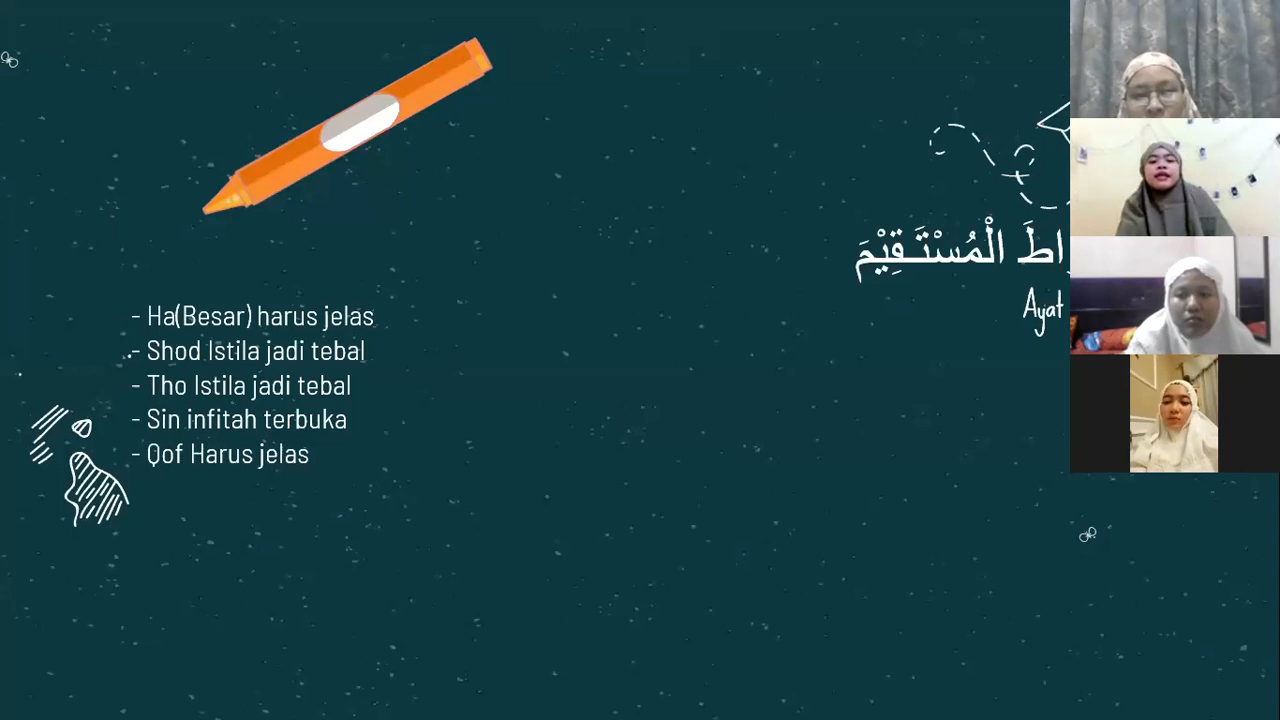 - Ha(Besar) harus jelas
- Shod Istila jadi tebal
- Tho Istila jadi tebal
- Sin infitah terbuka
- Qof Harus jelas
الْمُسْتَـقِيْمَ
Ayat